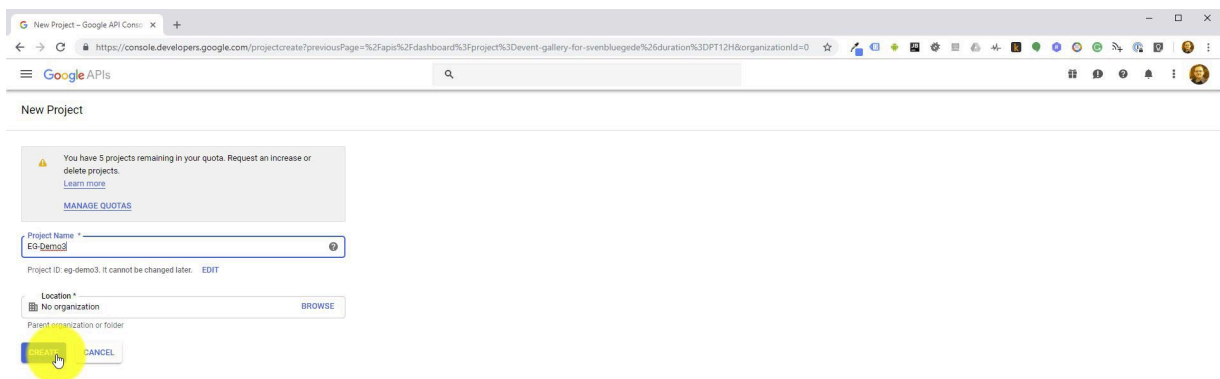 New Project – Google API Conso
https://console.developers.google.com/projectcreate?previousPage=%2Fapis%2Fdashboard%3Fproject%3Devent-gallery-for-svenbluegede%26duration%3DPT12H&organizationId=0
Google APIs
New Project
You have 5 projects remaining in your quota. Request an increase or
delete projects.
Learn more
MANAGE QUOTAS
Project Name *
EG-Demo3
Project ID: eg-demo3. It cannot be changed later. EDIT
Location *
No organization BROWSE
Parent organization or folder
CREATE CANCEL